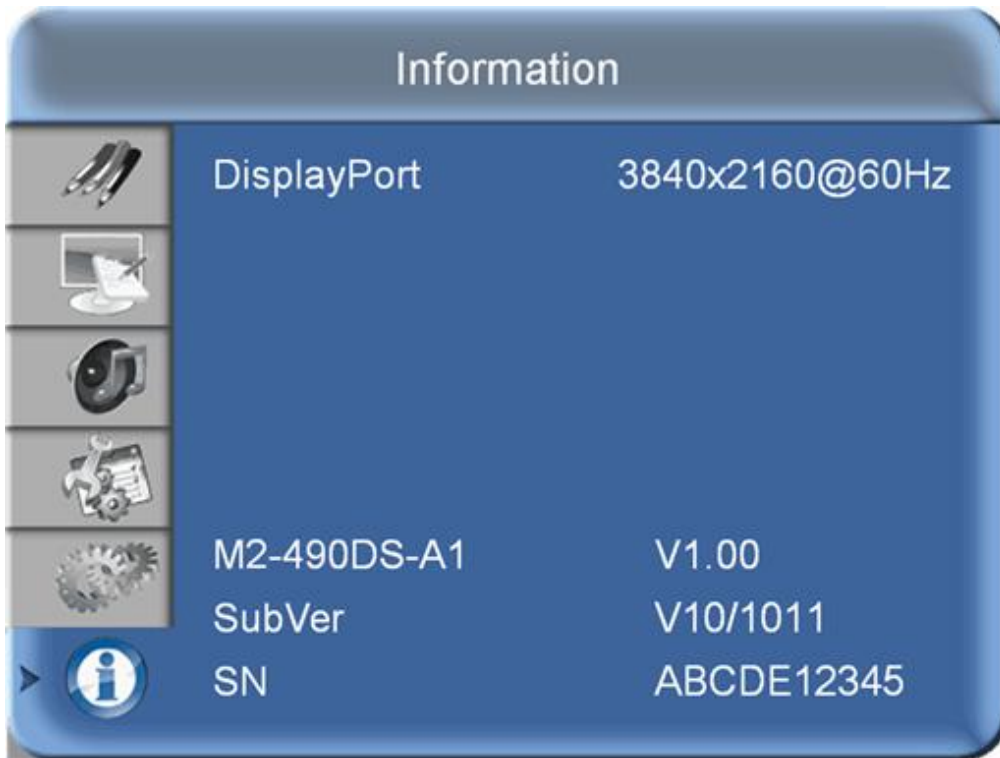 Information
DisplayPort 3840x2160@60Hz
M2-490DS-A1 V1.00
SubVer V10/1011
SN ABCDE12345